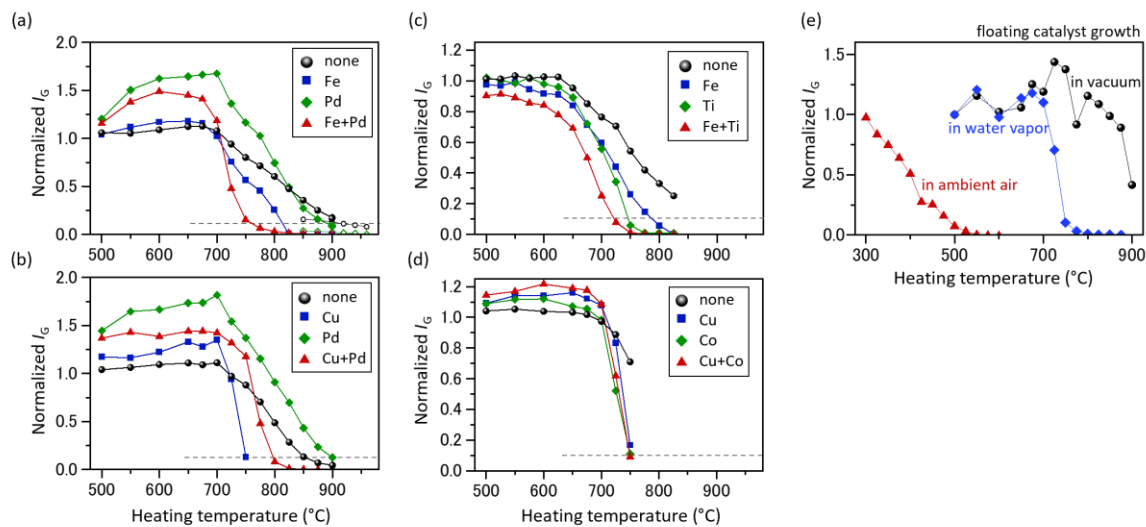 (a)
Normalized I_G
2.0
1.5
1.0
0.5
0.0
500 600 700 800 900
none
Fe
Pd
Fe+Pd
(b)
Normalized I_G
2.0
1.5
1.0
0.5
0.0
500 600 700 800 900
Heating temperature (°C)
none
Cu
Pd
Cu+Pd
(c)
Normalized I_G
1.2
1.0
0.8
0.6
0.4
0.2
0.0
500 600 700 800 900
none
Fe
Ti
Fe+Ti
(d)
Normalized I_G
1.2
1.0
0.8
0.6
0.4
0.2
0.0
500 600 700 800 900
Heating temperature (°C)
none
Cu
Co
Cu+Co
(e)
floating catalyst growth
Normalized I_G
1.5
1.0
0.5
0.0
in vacuum
in water vapor
in ambient air
300 500 700 900
Heating temperature (°C)